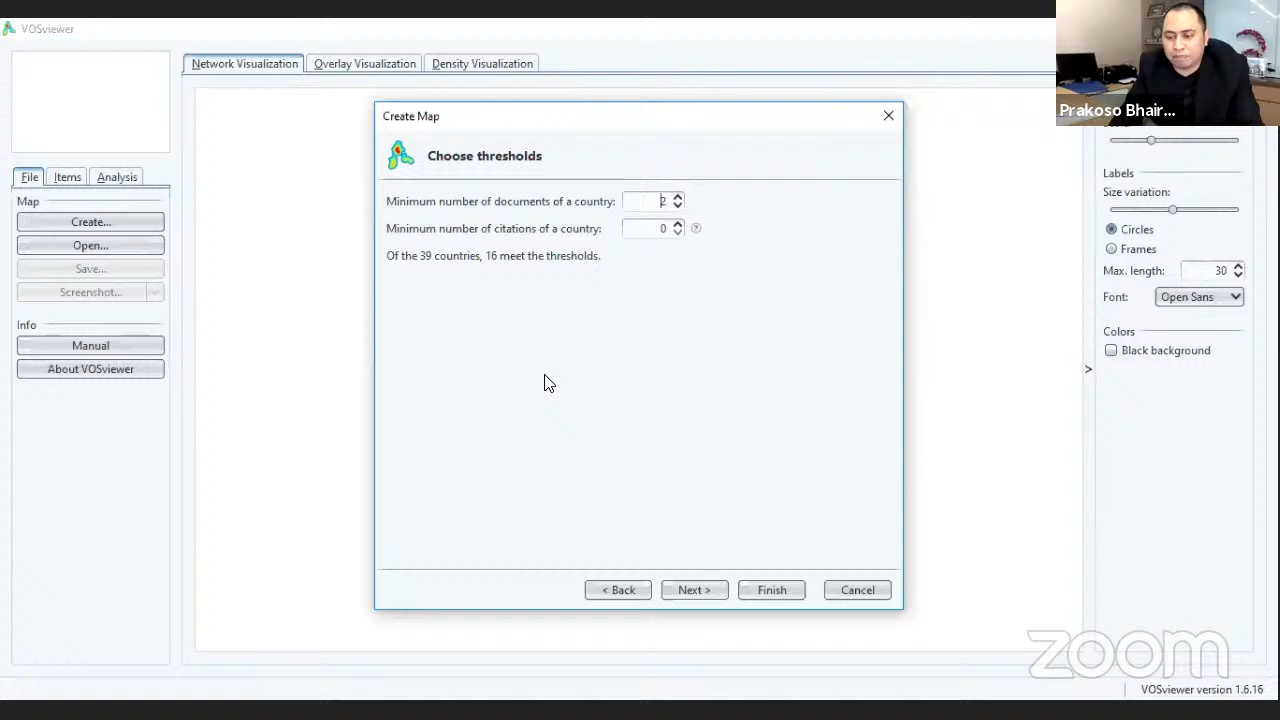 VOSviewer
Network Visualization
Overlay Visualization
Density Visualization
Prakoso Bhair...
File
Items
Analysis
Map
Create...
Open...
Save...
Screenshot...
Info
Manual
About VOSviewer
Create Map
Choose thresholds
Minimum number of documents of a country: 2
Minimum number of citations of a country: 0
Of the 39 countries, 16 meet the thresholds.
< Back
Next >
Finish
Cancel
Labels
Size variation:
Circles
Frames
Max. length: 30
Font: Open Sans
Colors
Black background
>
zoom
VOSviewer version 1.6.16